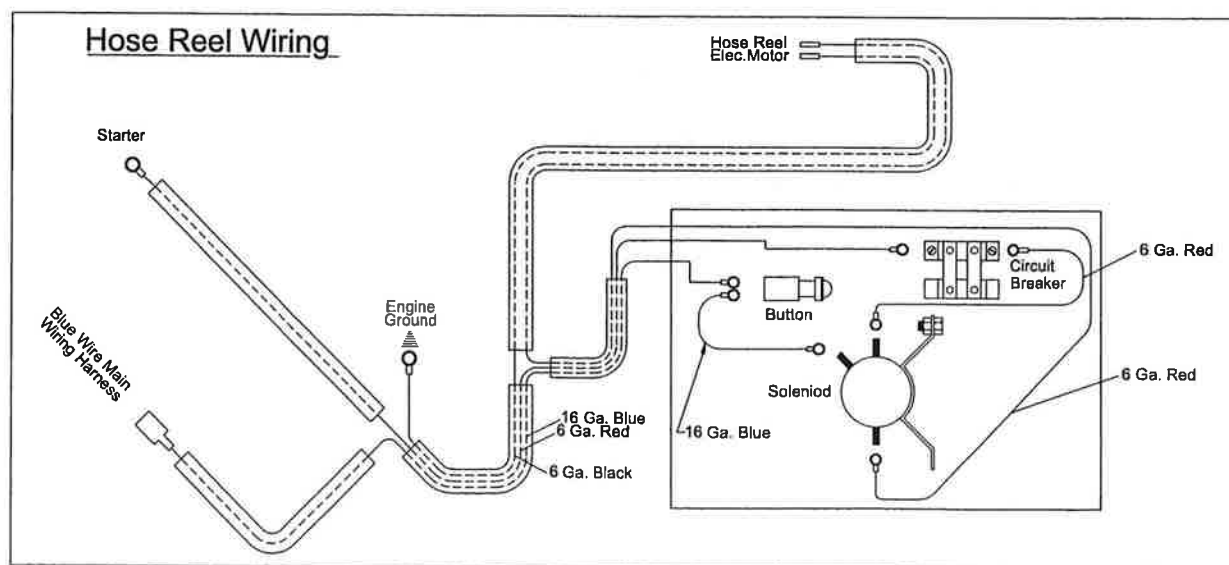 Hose Reel Wiring
Hose Reel
Elec.Motor
Starter
Engine
Ground
Blue Wire Main
Wiring Harness
16 Ga. Blue
6 Ga. Red
6 Ga. Black
Button
16 Ga. Blue
Soleniod
Circuit
Breaker
6 Ga. Red
6 Ga. Red